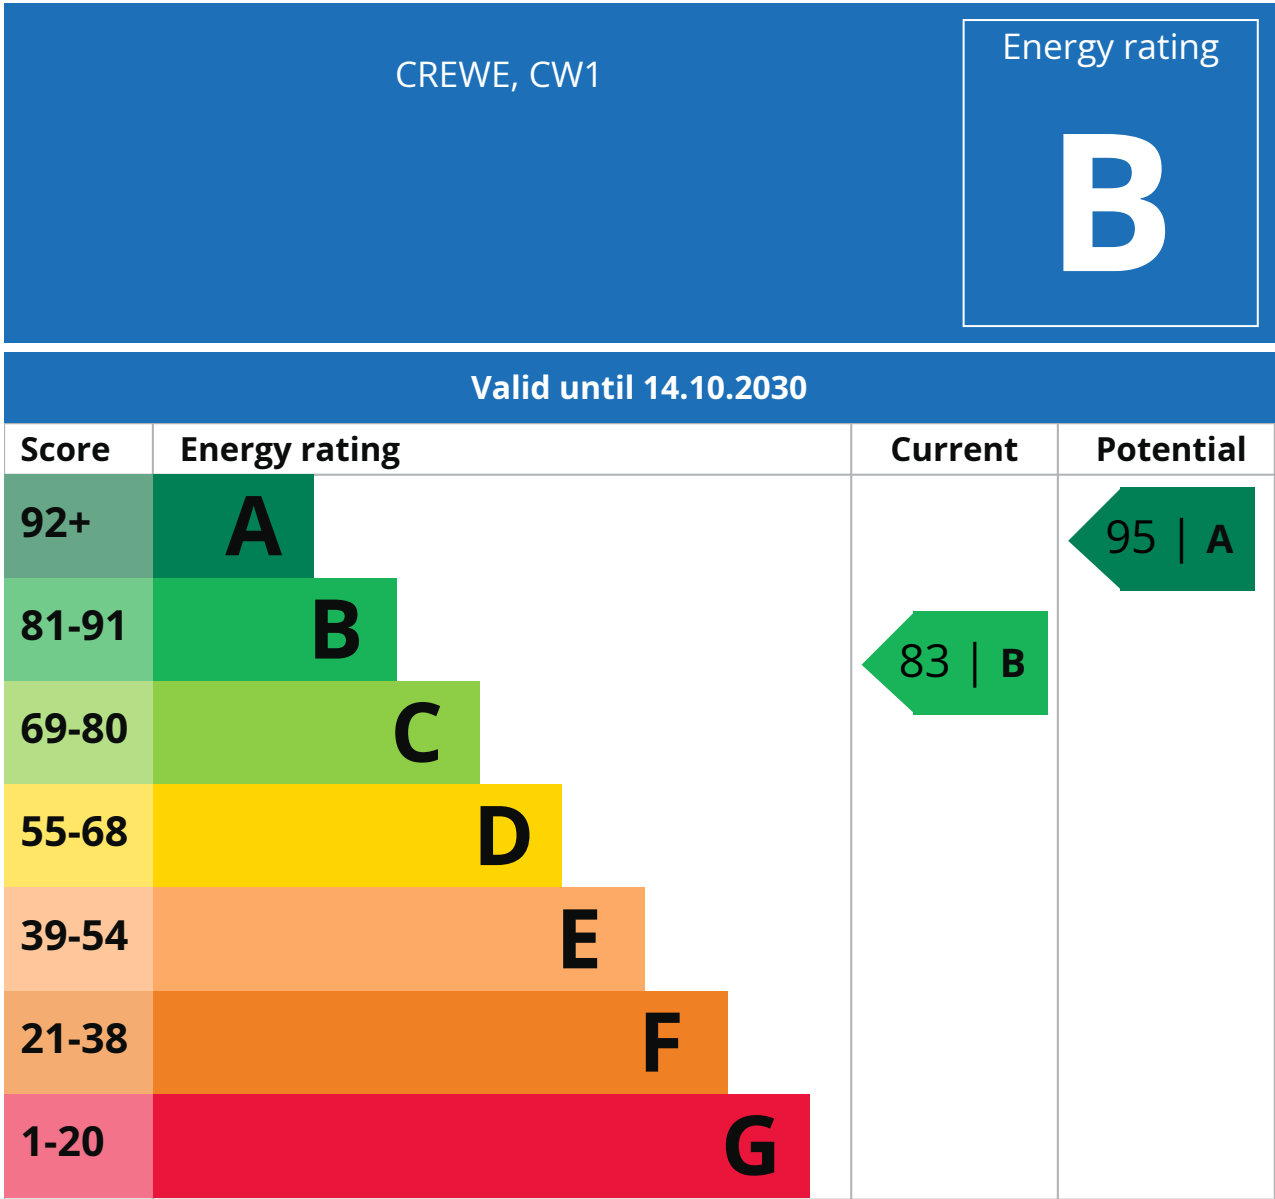 CREWE, CW1
Energy rating
B
Valid until 14.10.2030
Score Energy rating Current Potential
92+ A 95 | A
81-91 B 83 | B
69-80 C
55-68 D
39-54 E
21-38 F
1-20 G